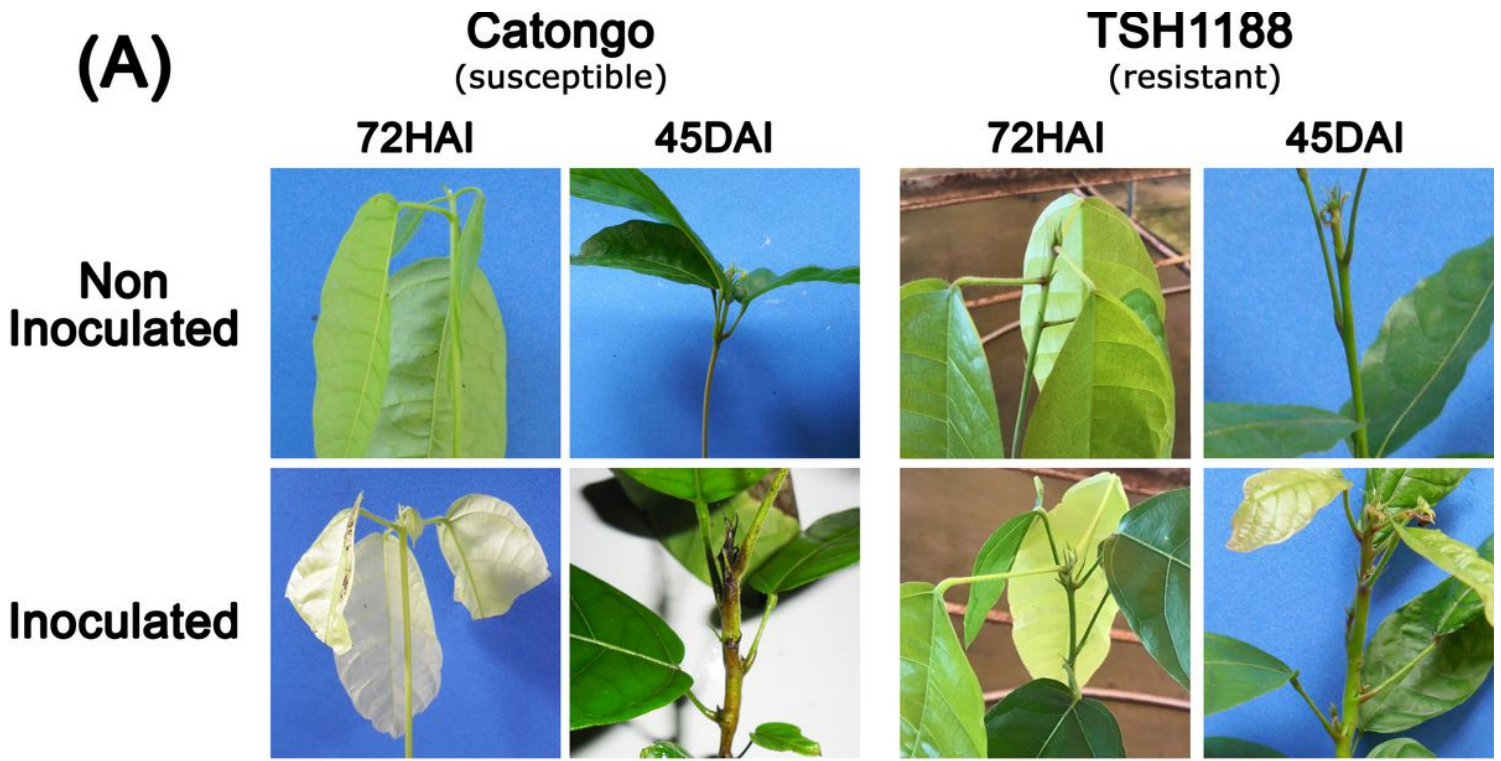 (A)
Catongo
(susceptible)
TSH1188
(resistant)
72HAI
45DAI
72HAI
45DAI
Non
Inoculated
Inoculated